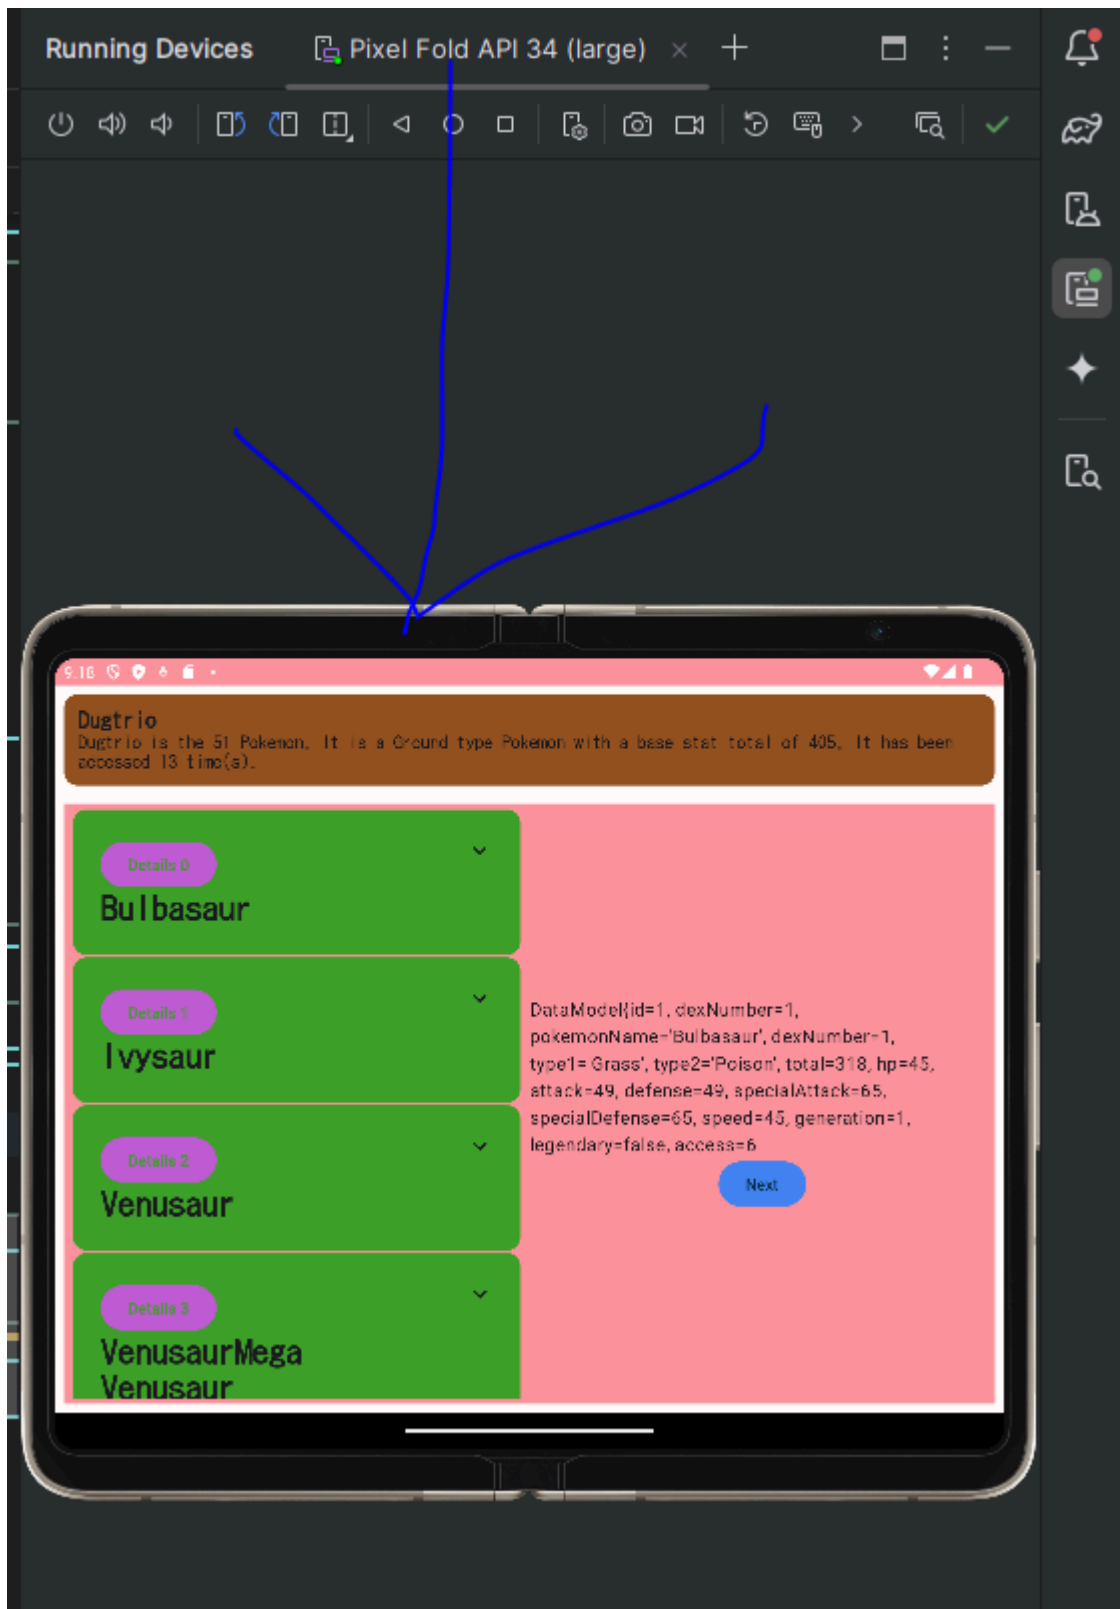 Running Devices
Pixel Fold API 34 (large)
9:18
Dugtrio
Dugtrio is the 51 Pokemon. It is a Ground type Pokemon with a base stat total of 405. It has been
accessed 13 time(s).
Details 0
Bulbasaur
Details 1
Ivysaur
Details 2
Venusaur
Details 3
VenusaurMega
Venusaur
DataModel{id=1, dexNumber=1,
pokemonName='Bulbasaur', dexNumber=1,
type1='Grass', type2='Poison', total=318, hp=45,
attack=49, defense=49, specialAttack=65,
specialDefense=65, speed=45, generation=1,
legendary=false, access=6
Next